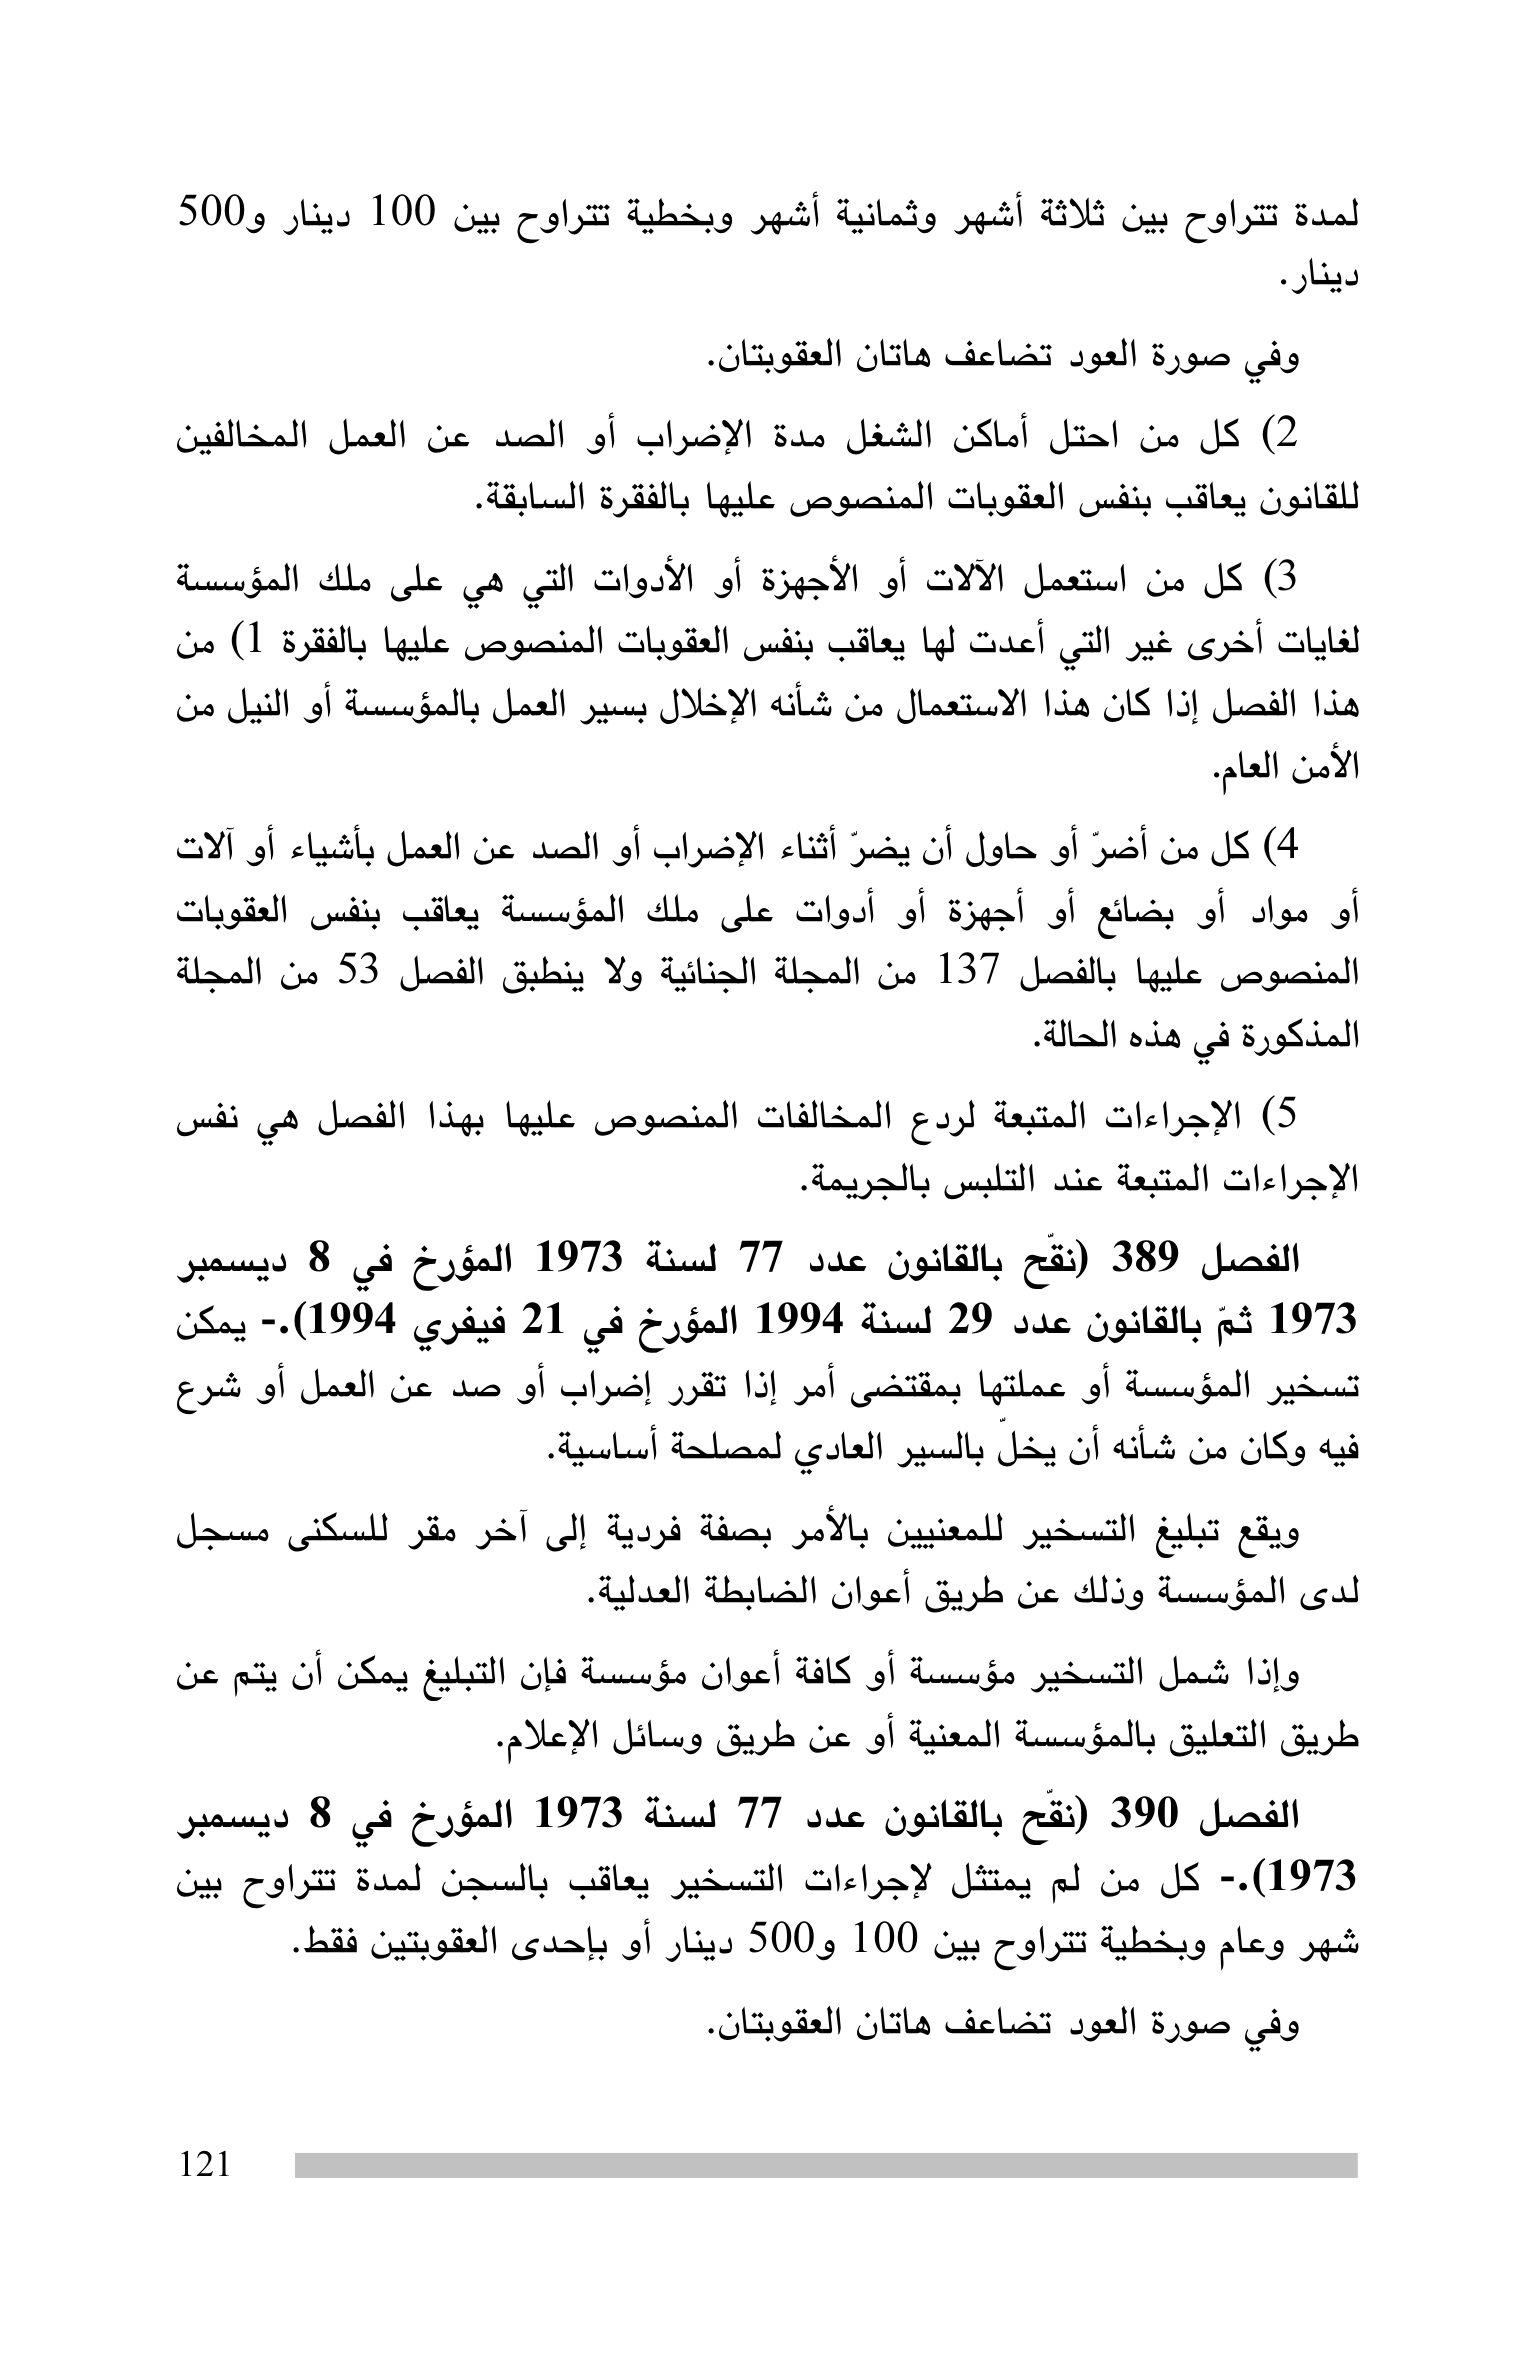 لمدة تتراوح بين ثلاثة أشهر وثمانية أشهر وبخطية تتراوح بين 100 دينار و500
دينار.
وفي صورة العود تضاعف هاتان العقوبتان.
2) كل من احتل أماكن الشغل مدة الإضراب أو الصد عن العمل المخالفين
للقانون يعاقب بنفس العقوبات المنصوص عليها بالفقرة السابقة.
3) كل من استعمل الآلات أو الأجهزة أو الأدوات التي هي على ملك المؤسسة
لغايات أخرى غير التي أعدت لها يعاقب بنفس العقوبات المنصوص عليها بالفقرة 1) من
هذا الفصل إذا كان هذا الاستعمال من شأنه الإخلال بسير العمل بالمؤسسة أو النيل من
الأمن العام.
4) كل من أضرّ أو حاول أن يضرّ أثناء الإضراب أو الصد عن العمل بأشياء أو آلات
أو مواد أو بضائع أو أجهزة أو أدوات على ملك المؤسسة يعاقب بنفس العقوبات
المنصوص عليها بالفصل 137 من المجلة الجنائية ولا ينطبق الفصل 53 من المجلة
المذكورة في هذه الحالة.
5) الإجراءات المتبعة لردع المخالفات المنصوص عليها بهذا الفصل هي نفس
الإجراءات المتبعة عند التلبس بالجريمة.
الفصل 389 (نقّح بالقانون عدد 77 لسنة 1973 المؤرخ في 8 ديسمبر
1973 ثمّ بالقانون عدد 29 لسنة 1994 المؤرخ في 21 فيفري 1994).- يمكن
تسخير المؤسسة أو عملتها بمقتضى أمر إذا تقرر إضراب أو صد عن العمل أو شرع
فيه وكان من شأنه أن يخلّ بالسير العادي لمصلحة أساسية.
ويقع تبليغ التسخير للمعنيين بالأمر بصفة فردية إلى آخر مقر للسكنى مسجل
لدى المؤسسة وذلك عن طريق أعوان الضابطة العدلية.
وإذا شمل التسخير مؤسسة أو كافة أعوان مؤسسة فإن التبليغ يمكن أن يتم عن
طريق التعليق بالمؤسسة المعنية أو عن طريق وسائل الإعلام.
الفصل 390 (نقّح بالقانون عدد 77 لسنة 1973 المؤرخ في 8 ديسمبر
1973).- كل من لم يمتثل لإجراءات التسخير يعاقب بالسجن لمدة تتراوح بين
شهر وعام وبخطية تتراوح بين 100 و500 دينار أو بإحدى العقوبتين فقط.
وفي صورة العود تضاعف هاتان العقوبتان.
121